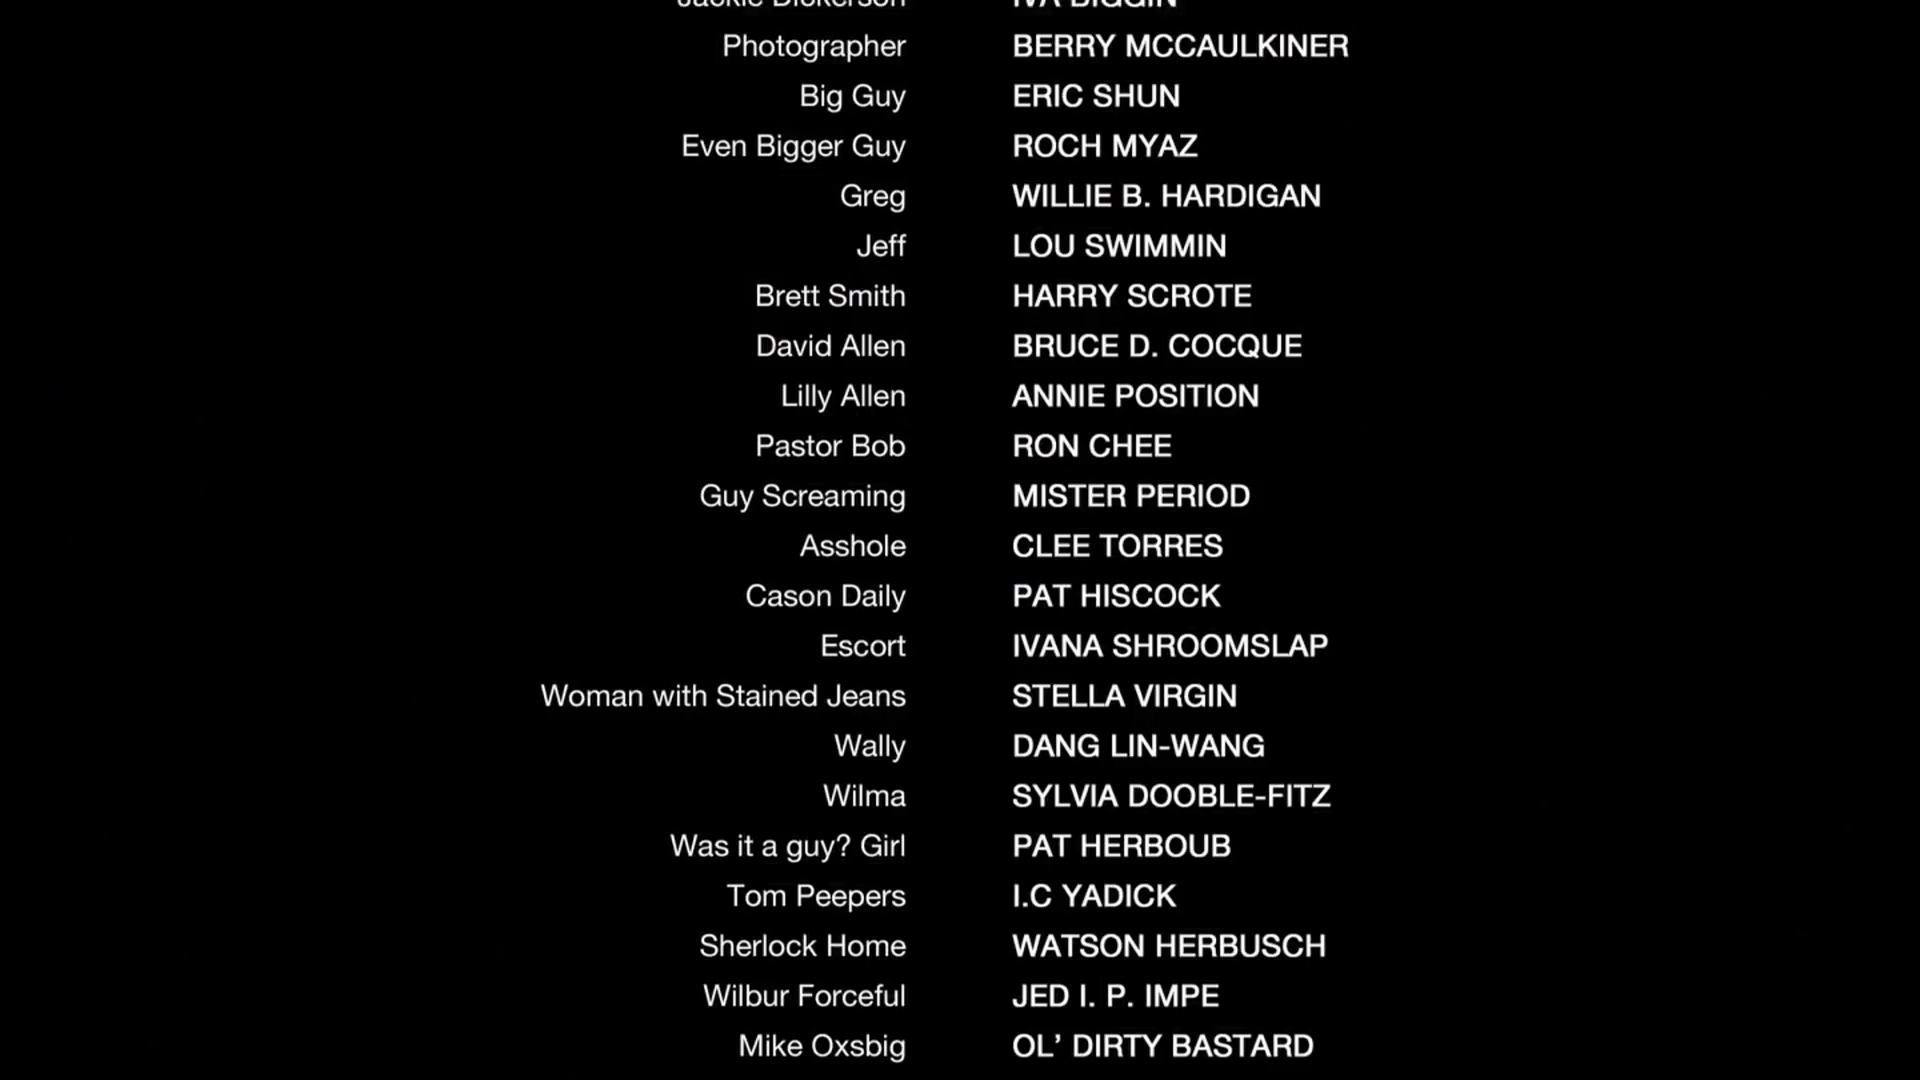 Jackie Dickerson IVA BIGGIN
Photographer BERRY MCCAULKINER
Big Guy ERIC SHUN
Even Bigger Guy ROCH MYAZ
Greg WILLIE B. HARDIGAN
Jeff LOU SWIMMIN
Brett Smith HARRY SCROTE
David Allen BRUCE D. COCQUE
Lilly Allen ANNIE POSITION
Pastor Bob RON CHEE
Guy Screaming MISTER PERIOD
Asshole CLEE TORRES
Cason Daily PAT HISCOCK
Escort IVANA SHROOMSLAP
Woman with Stained Jeans STELLA VIRGIN
Wally DANG LIN-WANG
Wilma SYLVIA DOOBLE-FITZ
Was it a guy? Girl PAT HERBOUB
Tom Peepers I.C YADICK
Sherlock Home WATSON HERBUSCH
Wilbur Forceful JED I. P. IMPE
Mike Oxsbig OL’ DIRTY BASTARD